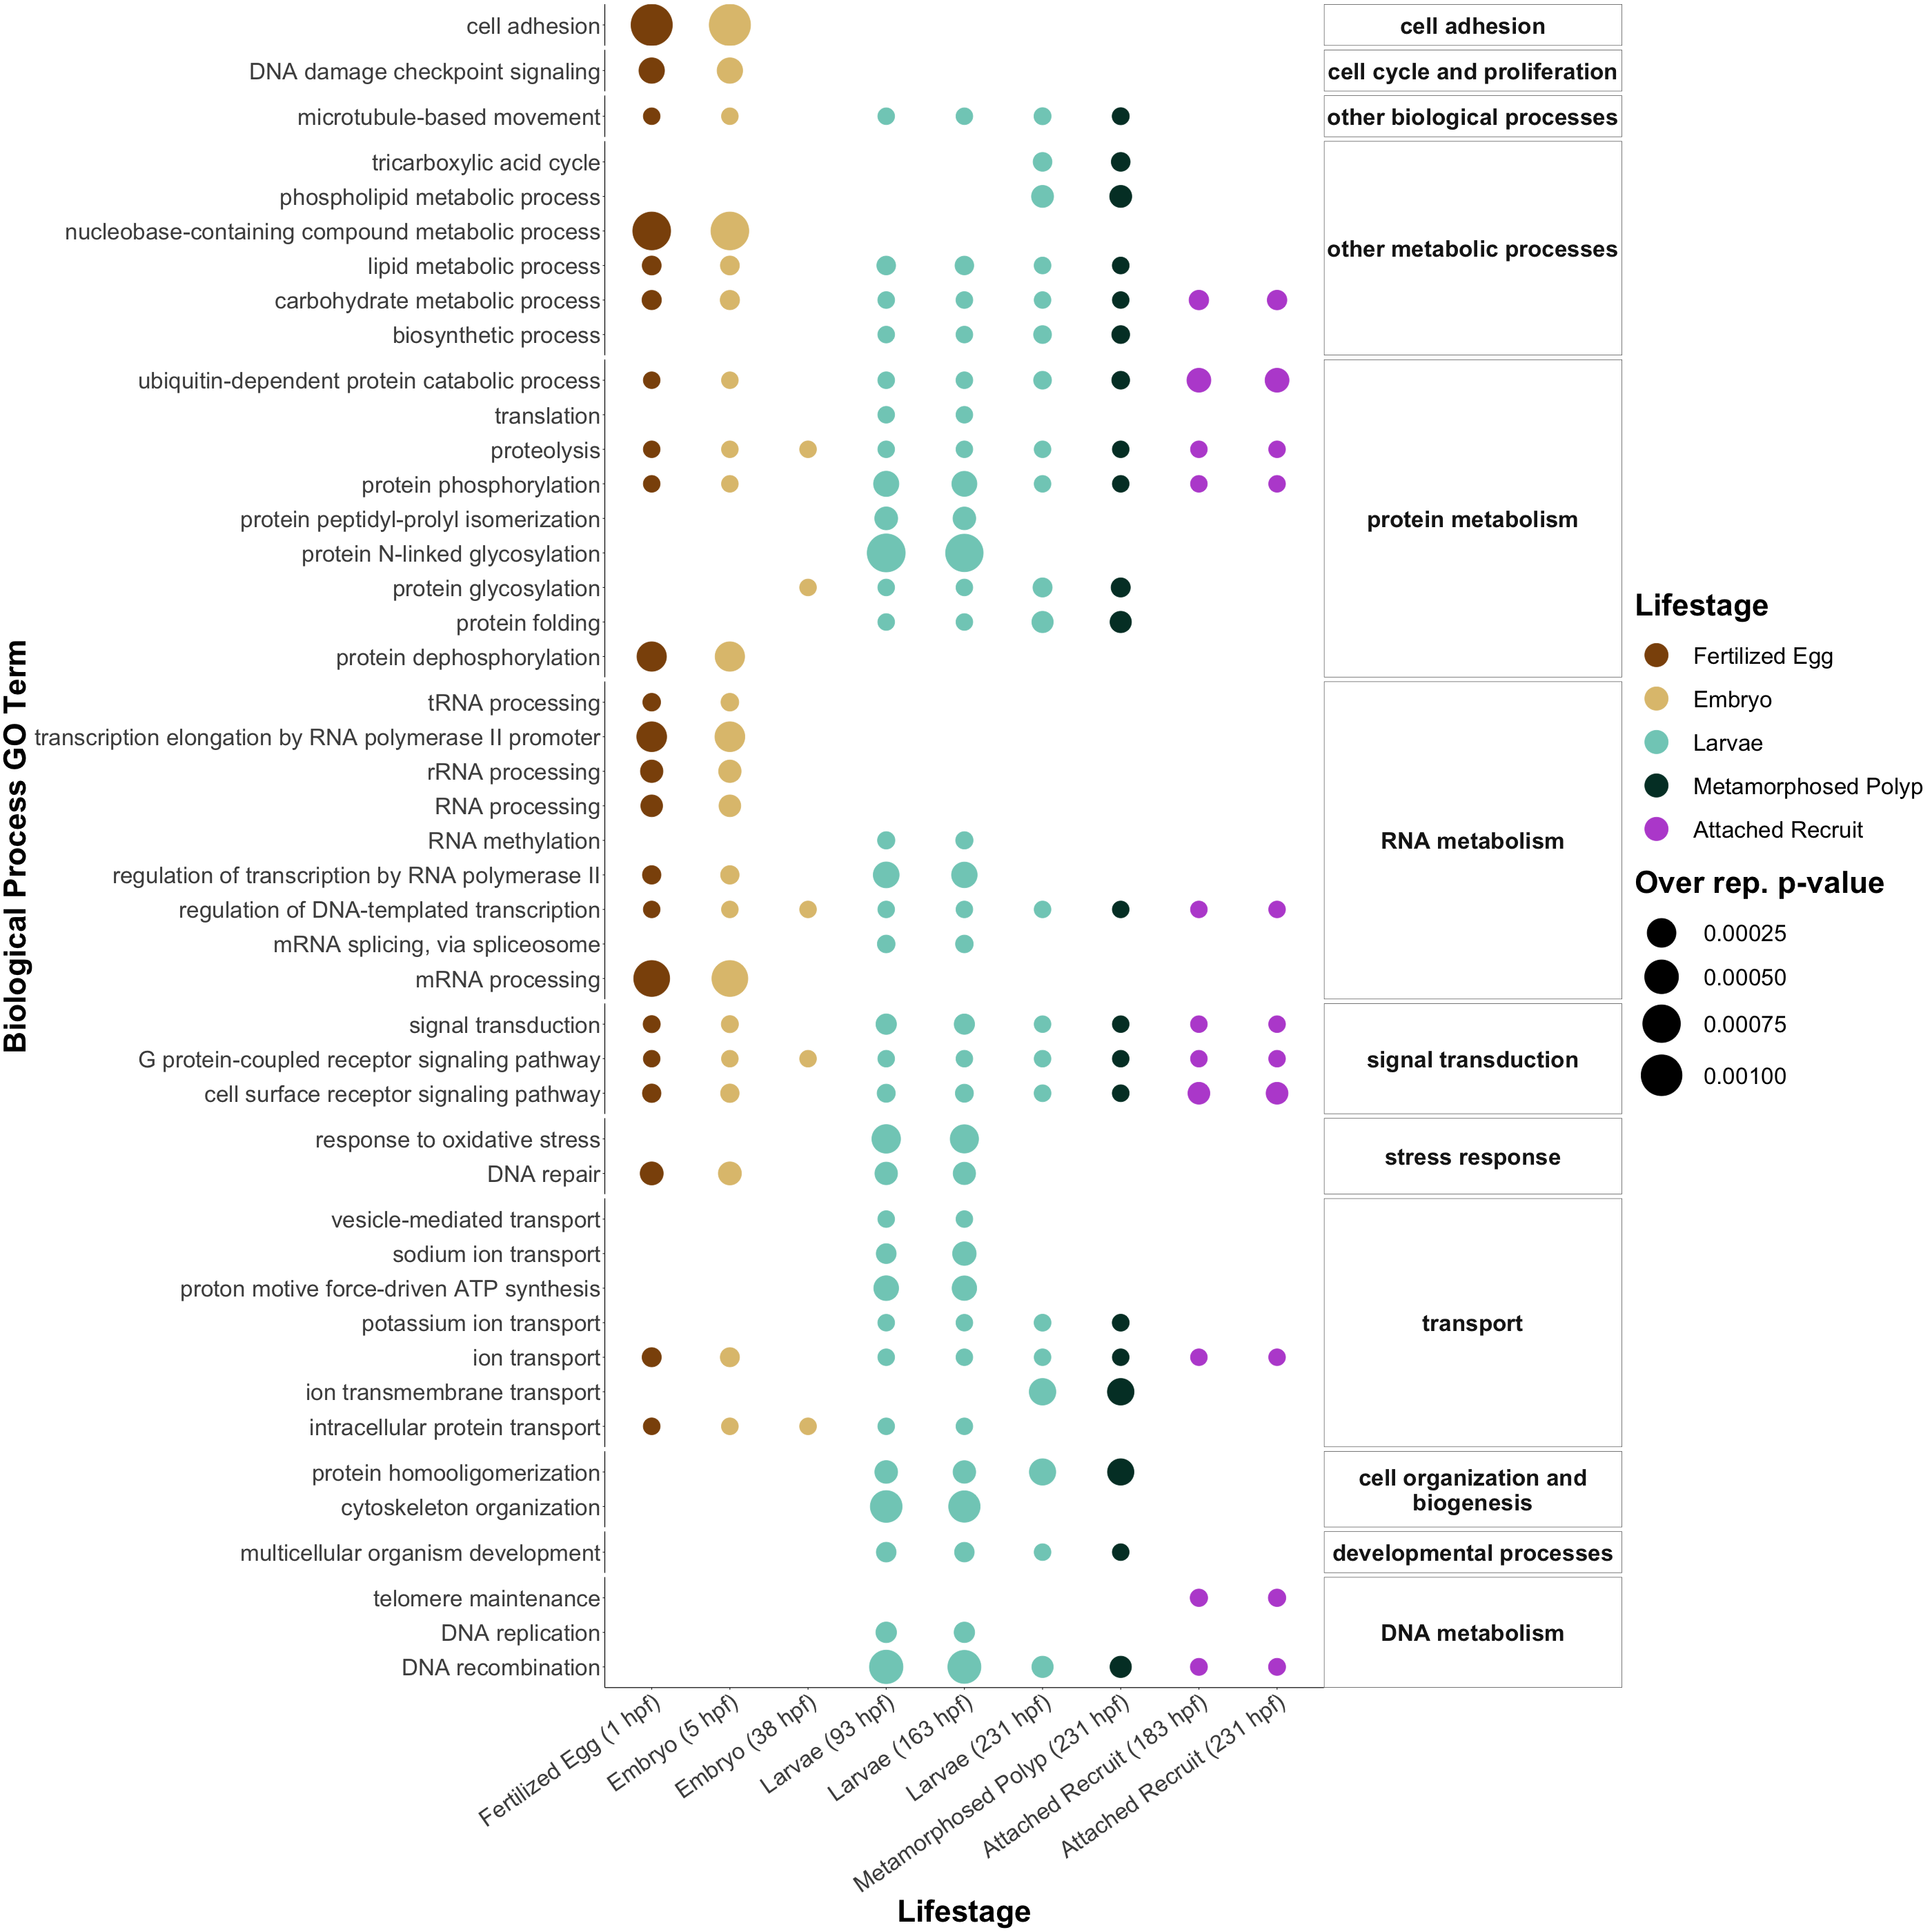 cell adhesion
DNA damage checkpoint signaling
microtubule-based movement
tricarboxylic acid cycle
phospholipid metabolic process
nucleobase-containing compound metabolic process
lipid metabolic process
carbohydrate metabolic process
biosynthetic process
ubiquitin-dependent protein catabolic process
translation
proteolysis
protein phosphorylation
protein peptidyl-prolyl isomerization
protein N-linked glycosylation
protein glycosylation
protein folding
protein dephosphorylation
tRNA processing
transcription elongation by RNA polymerase II promoter
rRNA processing
RNA processing
RNA methylation
regulation of transcription by RNA polymerase II
regulation of DNA-templated transcription
mRNA splicing, via spliceosome
mRNA processing
signal transduction
G protein-coupled receptor signaling pathway
cell surface receptor signaling pathway
response to oxidative stress
DNA repair
vesicle-mediated transport
sodium ion transport
proton motive force-driven ATP synthesis
potassium ion transport
ion transport
ion transmembrane transport
intracellular protein transport
protein homooligomerization
cytoskeleton organization
multicellular organism development
telomere maintenance
DNA replication
DNA recombination
Biological Process GO Term
cell adhesion
cell cycle and proliferation
other biological processes
other metabolic processes
protein metabolism
RNA metabolism
signal transduction
stress response
transport
cell organization and
biogenesis
developmental processes
DNA metabolism
Fertilized Egg (1 hpf)
Embryo (5 hpf)
Embryo (38 hpf)
Larvae (93 hpf)
Larvae (163 hpf)
Larvae (231 hpf)
Metamorphosed Polyp (231 hpf)
Attached Recruit (183 hpf)
Attached Recruit (231 hpf)
Lifestage
Lifestage
Fertilized Egg
Embryo
Larvae
Metamorphosed Polyp
Attached Recruit
Over rep. p-value
0.00025
0.00050
0.00075
0.00100